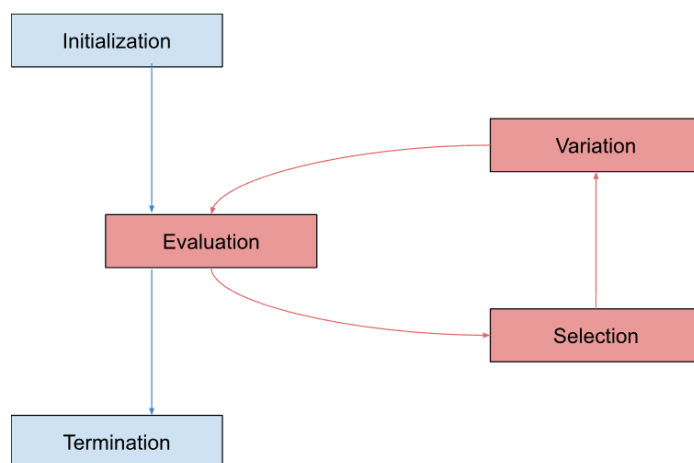 Initialization
Variation
Evaluation
Selection
Termination